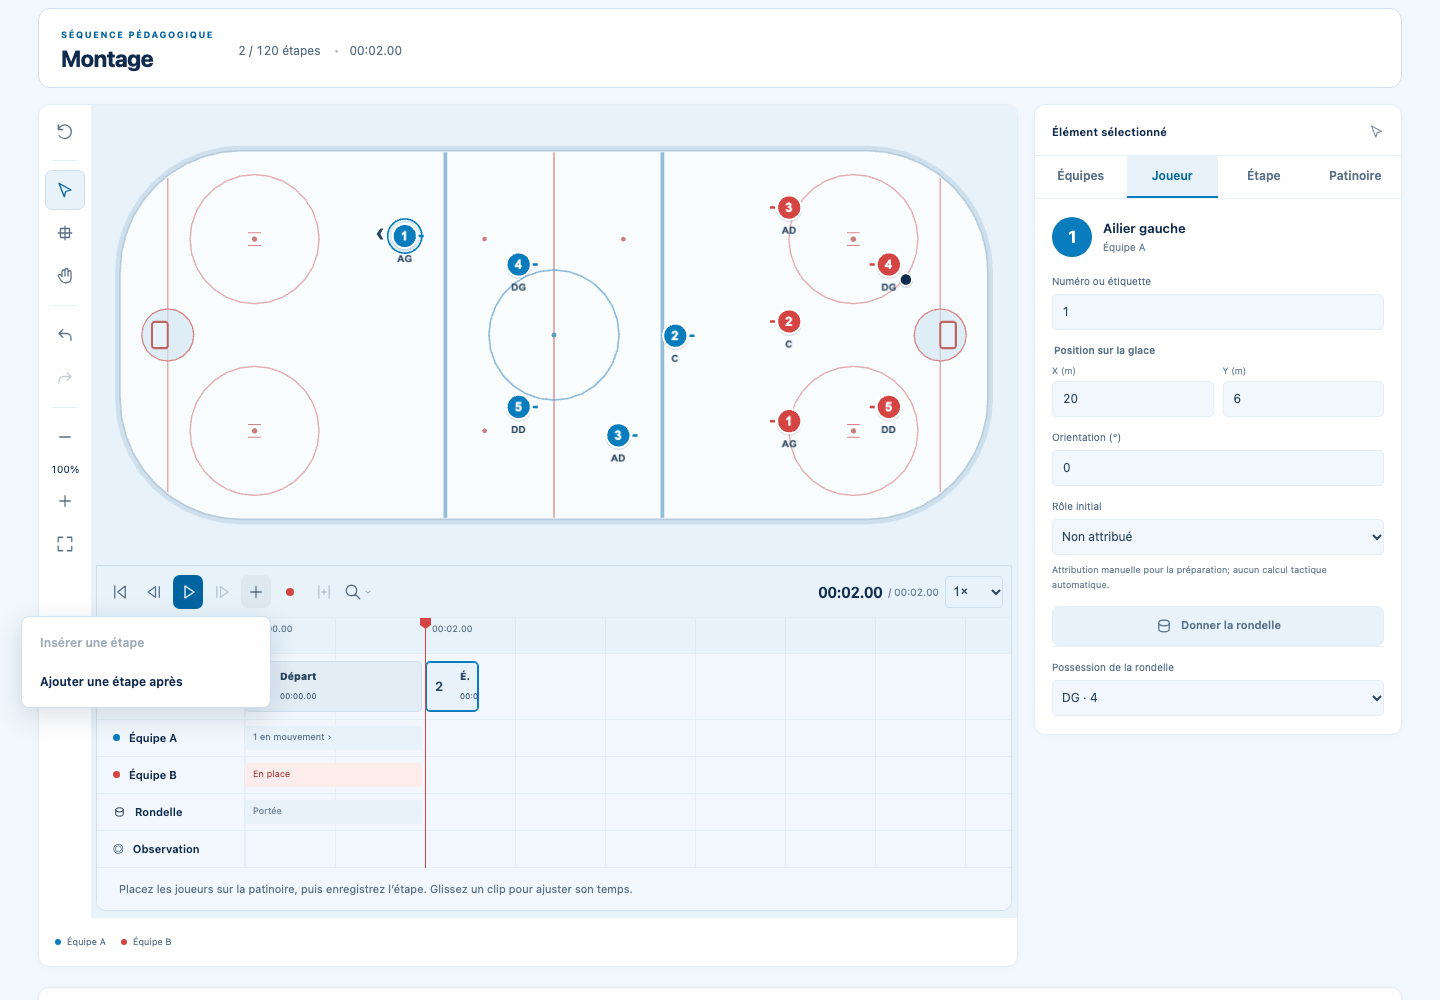 SÉQUENCE PÉDAGOGIQUE
Montage
2 / 120 étapes • 00:02.00
Élément sélectionné
Équipes
Joueur
Étape
Patinoire
1
Ailier gauche
Équipe A
Numéro ou étiquette
1
Position sur la glace
X (m)
Y (m)
20
6
Orientation (°)
0
Rôle initial
Non attribué
Attribution manuelle pour la préparation; aucun calcul tactique
automatique.
Donner la rondelle
Possession de la rondelle
DG · 4
100%
3
AD
1
AG
4
DG
4
DG
2
C
2
C
5
DD
3
AD
1
AG
5
DD
00:02.00 / 00:02.00
1×
Insérer une étape
Ajouter une étape après
0.00
00:02.00
Départ
00:00.00
2
É.
00:0
Équipe A
1 en mouvement ›
Équipe B
En place
Rondelle
Portée
Observation
Placez les joueurs sur la patinoire, puis enregistrez l'étape. Glissez un clip pour ajuster son temps.
Équipe A
Équipe B